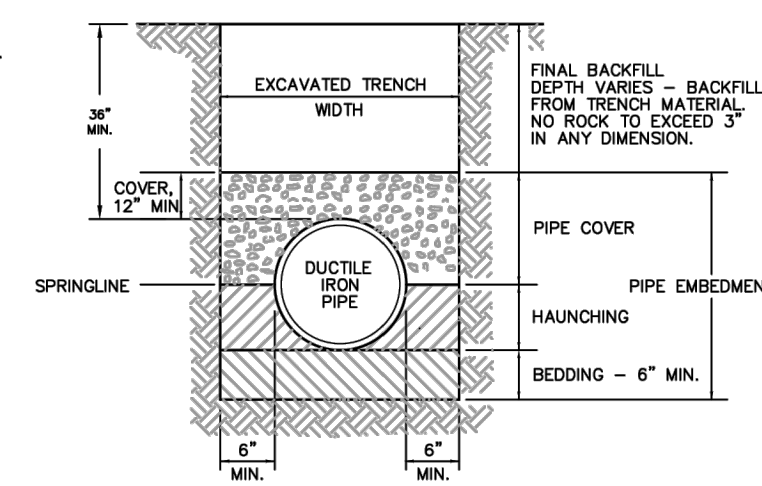 EXCAVATED TRENCH
WIDTH
36"
MIN.
FINAL BACKFILL
DEPTH VARIES – BACKFILL
FROM TRENCH MATERIAL.
NO ROCK TO EXCEED 3"
IN ANY DIMENSION.
COVER,
12" MIN
PIPE COVER
DUCTILE
IRON
PIPE
SPRINGLINE
PIPE EMBEDMEN
HAUNCHING
BEDDING – 6" MIN.
6"
MIN.
6"
MIN.